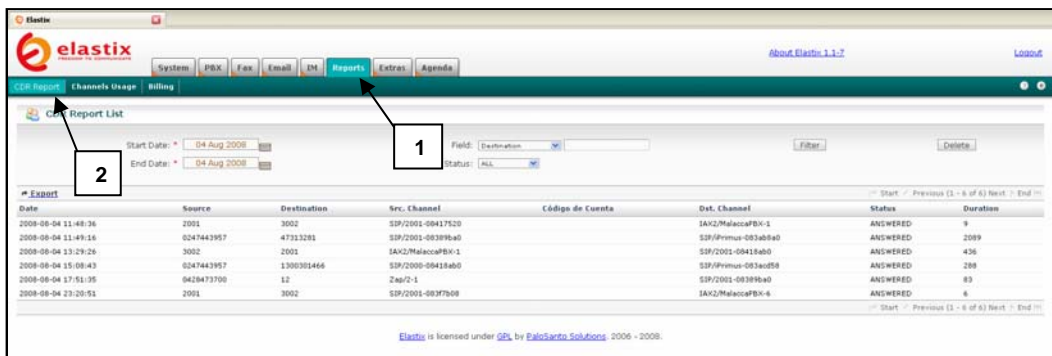 Elastix
elastix
FREEDOM TO COMMUNICATE
About Elastix 1.1-7
Logout
System PBX Fax Email IM Reports Extras Agenda
CDR Report Channels Usage Billing
CDR Report List
1
2
Start Date: * 04 Aug 2008
Field: Destination
Filter
Delete
End Date: * 04 Aug 2008
Status: ALL
Export
Start Previous (1 - 6 of 6) Next End
Date Source Destination Src. Channel Código de Cuenta Dst. Channel Status Duration
2008-08-04 11:48:36 2001 3002 SIP/2001-08417520 IAX2/MalaccaPBX-1 ANSWERED 9
2008-08-04 11:49:16 0247443957 47313281 SIP/2001-08389ba0 SIP/iPrimus-083ab8a0 ANSWERED 2089
2008-08-04 13:29:26 3002 2001 IAX2/MalaccaPBX-1 SIP/2001-08418ab0 ANSWERED 436
2008-08-04 15:08:43 0247443957 1300301466 SIP/2000-08418ab0 SIP/iPrimus-083acd58 ANSWERED 288
2008-08-04 17:51:35 0428473700 12 Zap/2-1 SIP/2001-08389ba0 ANSWERED 83
2008-08-04 23:20:51 2001 3002 SIP/2001-083f7b08 IAX2/MalaccaPBX-6 ANSWERED 6
Start Previous (1 - 6 of 6) Next End
Elastix is licensed under GPL by PaloSanto Solutions. 2006 - 2008.